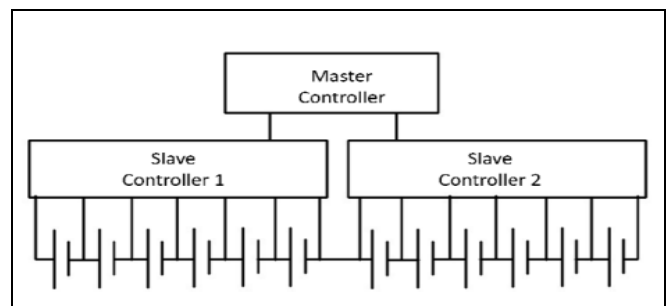 Master
Controller
Slave
Controller 1
Slave
Controller 2